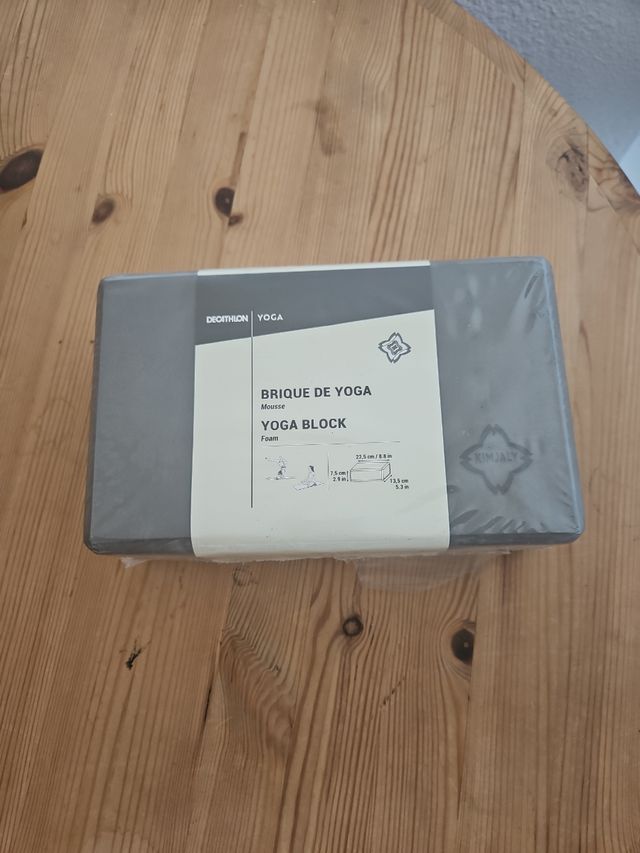 DECATHLON | YOGA
BRIQUE DE YOGA
Mousse
YOGA BLOCK
Foam
22,5 cm / 8.8 in
7,5 cm
2.9 in
13,5 cm
5.3 in
KIMJALY